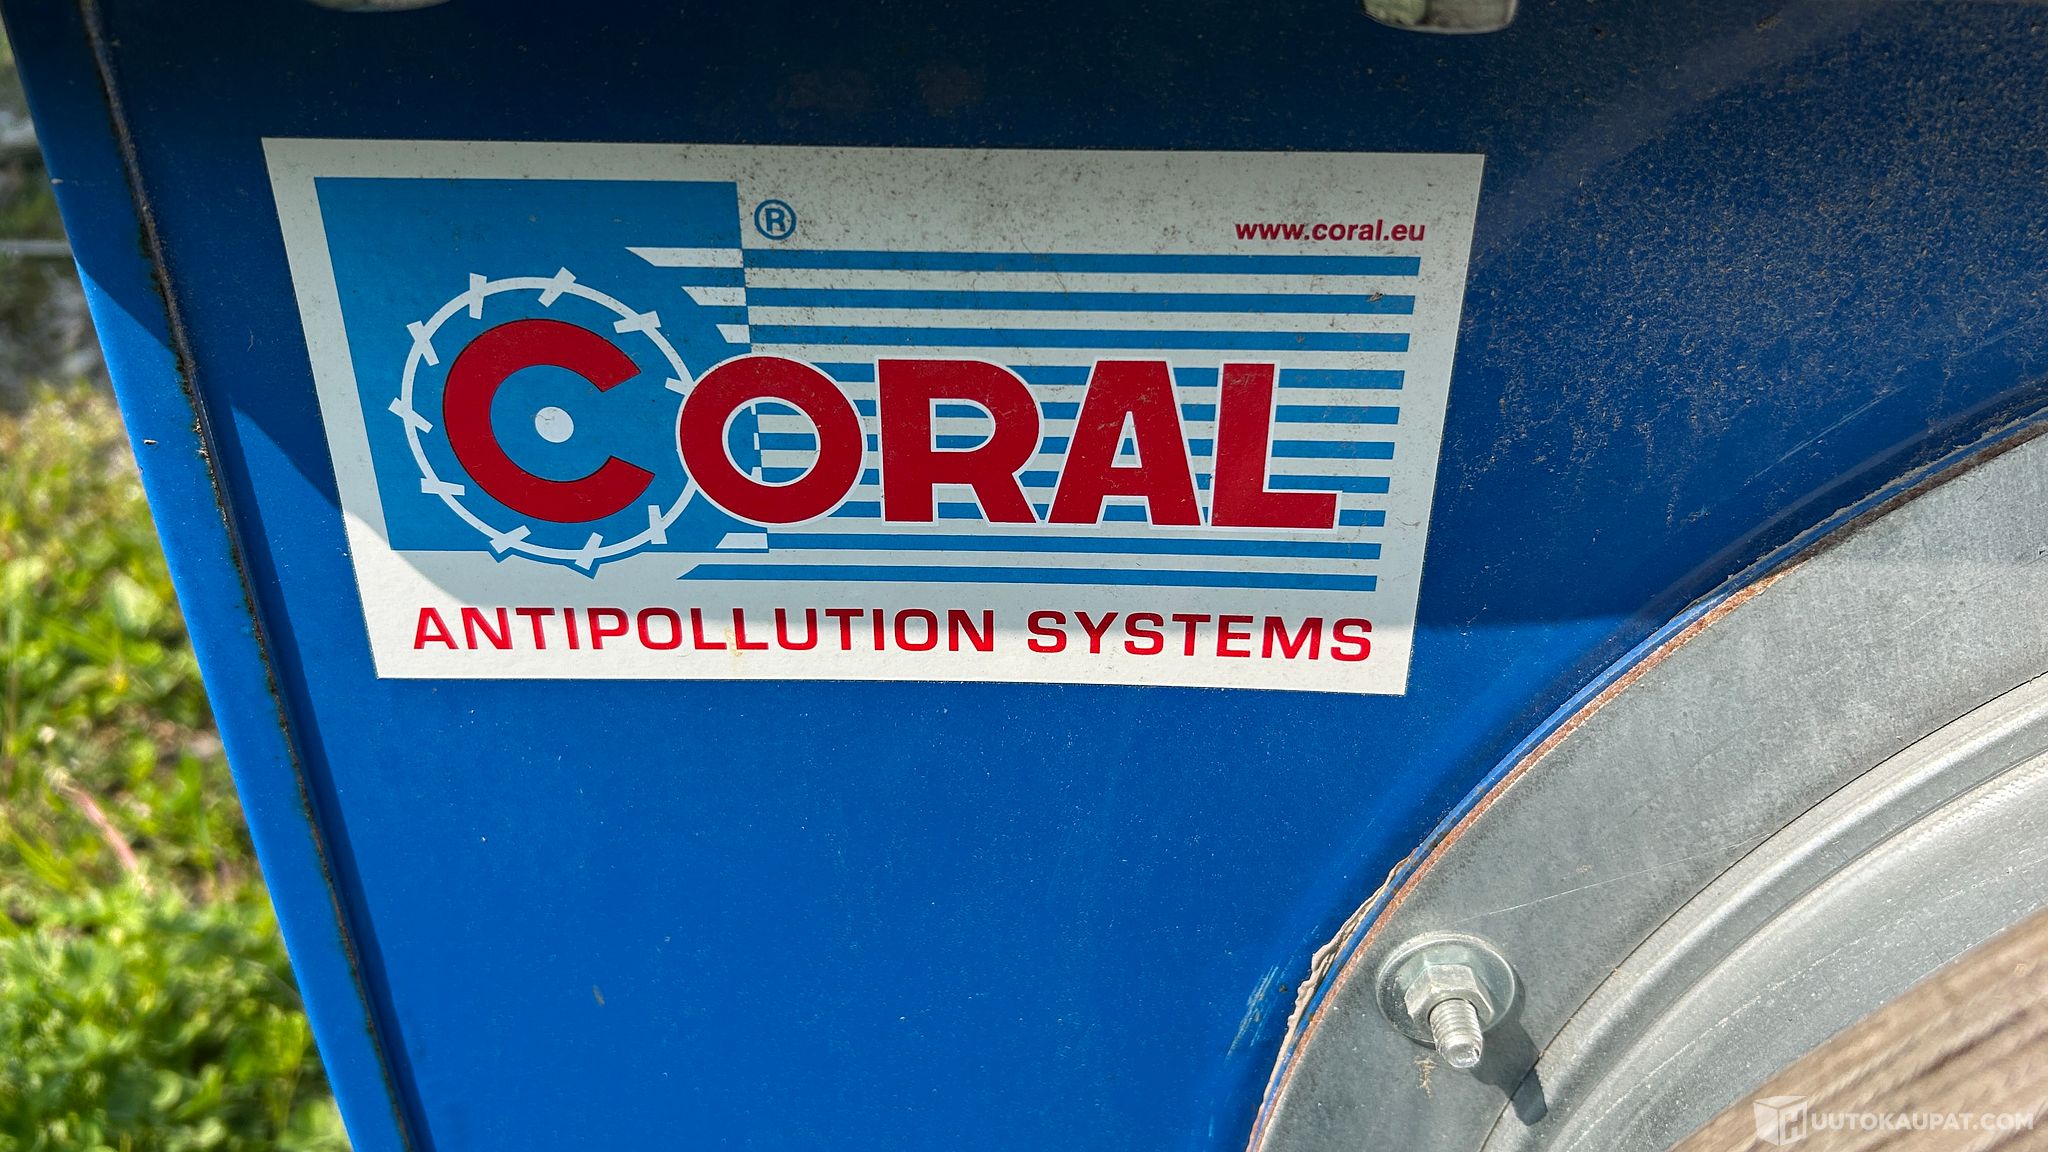 ®
www.coral.eu
CORAL
ANTIPOLLUTION SYSTEMS
HUUTOKAUPAT.COM